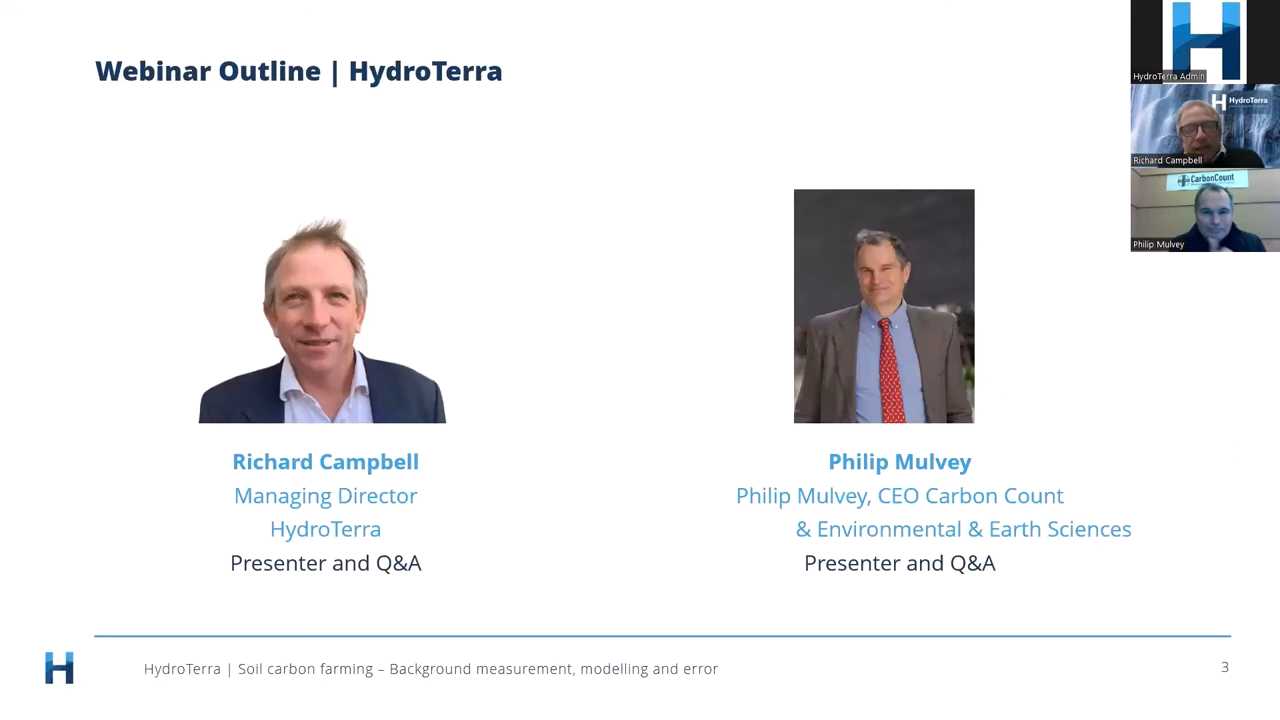 Webinar Outline | HydroTerra
HydroTerra Admin
HydroTerra
Richard Campbell
CarbonCount
Philip Mulvey
Richard Campbell
Managing Director
HydroTerra
Presenter and Q&A
Philip Mulvey
Philip Mulvey, CEO Carbon Count
& Environmental & Earth Sciences
Presenter and Q&A
HydroTerra | Soil carbon farming – Background measurement, modelling and error
3